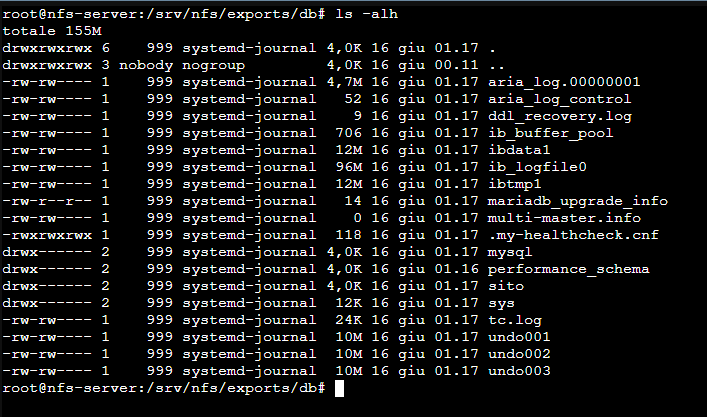 root@nfs-server:/srv/nfs/exports/db# ls -alh
totale 155M
drwxrwxrwx 6    999 systemd-journal 4,0K 16 giu 01.17 .
drwxrwxrwx 3 nobody nogroup         4,0K 16 giu 00.11 ..
-rw-rw---- 1    999 systemd-journal 4,7M 16 giu 01.17 aria_log.00000001
-rw-rw---- 1    999 systemd-journal   52 16 giu 01.17 aria_log_control
-rw-rw---- 1    999 systemd-journal    9 16 giu 01.17 ddl_recovery.log
-rw-rw---- 1    999 systemd-journal  706 16 giu 01.17 ib_buffer_pool
-rw-rw---- 1    999 systemd-journal  12M 16 giu 01.17 ibdata1
-rw-rw---- 1    999 systemd-journal  96M 16 giu 01.17 ib_logfile0
-rw-rw---- 1    999 systemd-journal  12M 16 giu 01.17 ibtmp1
-rw-r--r-- 1    999 systemd-journal   14 16 giu 01.17 mariadb_upgrade_info
-rw-rw---- 1    999 systemd-journal    0 16 giu 01.17 multi-master.info
-rwxrwxrwx 1    999 systemd-journal  118 16 giu 01.17 .my-healthcheck.cnf
drwx------ 2    999 systemd-journal 4,0K 16 giu 01.17 mysql
drwx------ 2    999 systemd-journal 4,0K 16 giu 01.16 performance_schema
drwx------ 2    999 systemd-journal 4,0K 16 giu 01.17 sito
drwx------ 2    999 systemd-journal  12K 16 giu 01.17 sys
-rw-rw---- 1    999 systemd-journal  24K 16 giu 01.17 tc.log
-rw-rw---- 1    999 systemd-journal  10M 16 giu 01.17 undo001
-rw-rw---- 1    999 systemd-journal  10M 16 giu 01.17 undo002
-rw-rw---- 1    999 systemd-journal  10M 16 giu 01.17 undo003
root@nfs-server:/srv/nfs/exports/db#